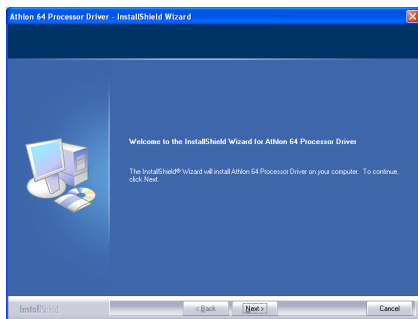 Athlon 64 Processor Driver - InstallShield Wizard
Welcome to the InstallShield Wizard for Athlon 64 Processor Driver
The InstallShield® Wizard will install Athlon 64 Processor Driver on your computer. To continue,
click Next.
InstallShield
< Back
Next >
Cancel